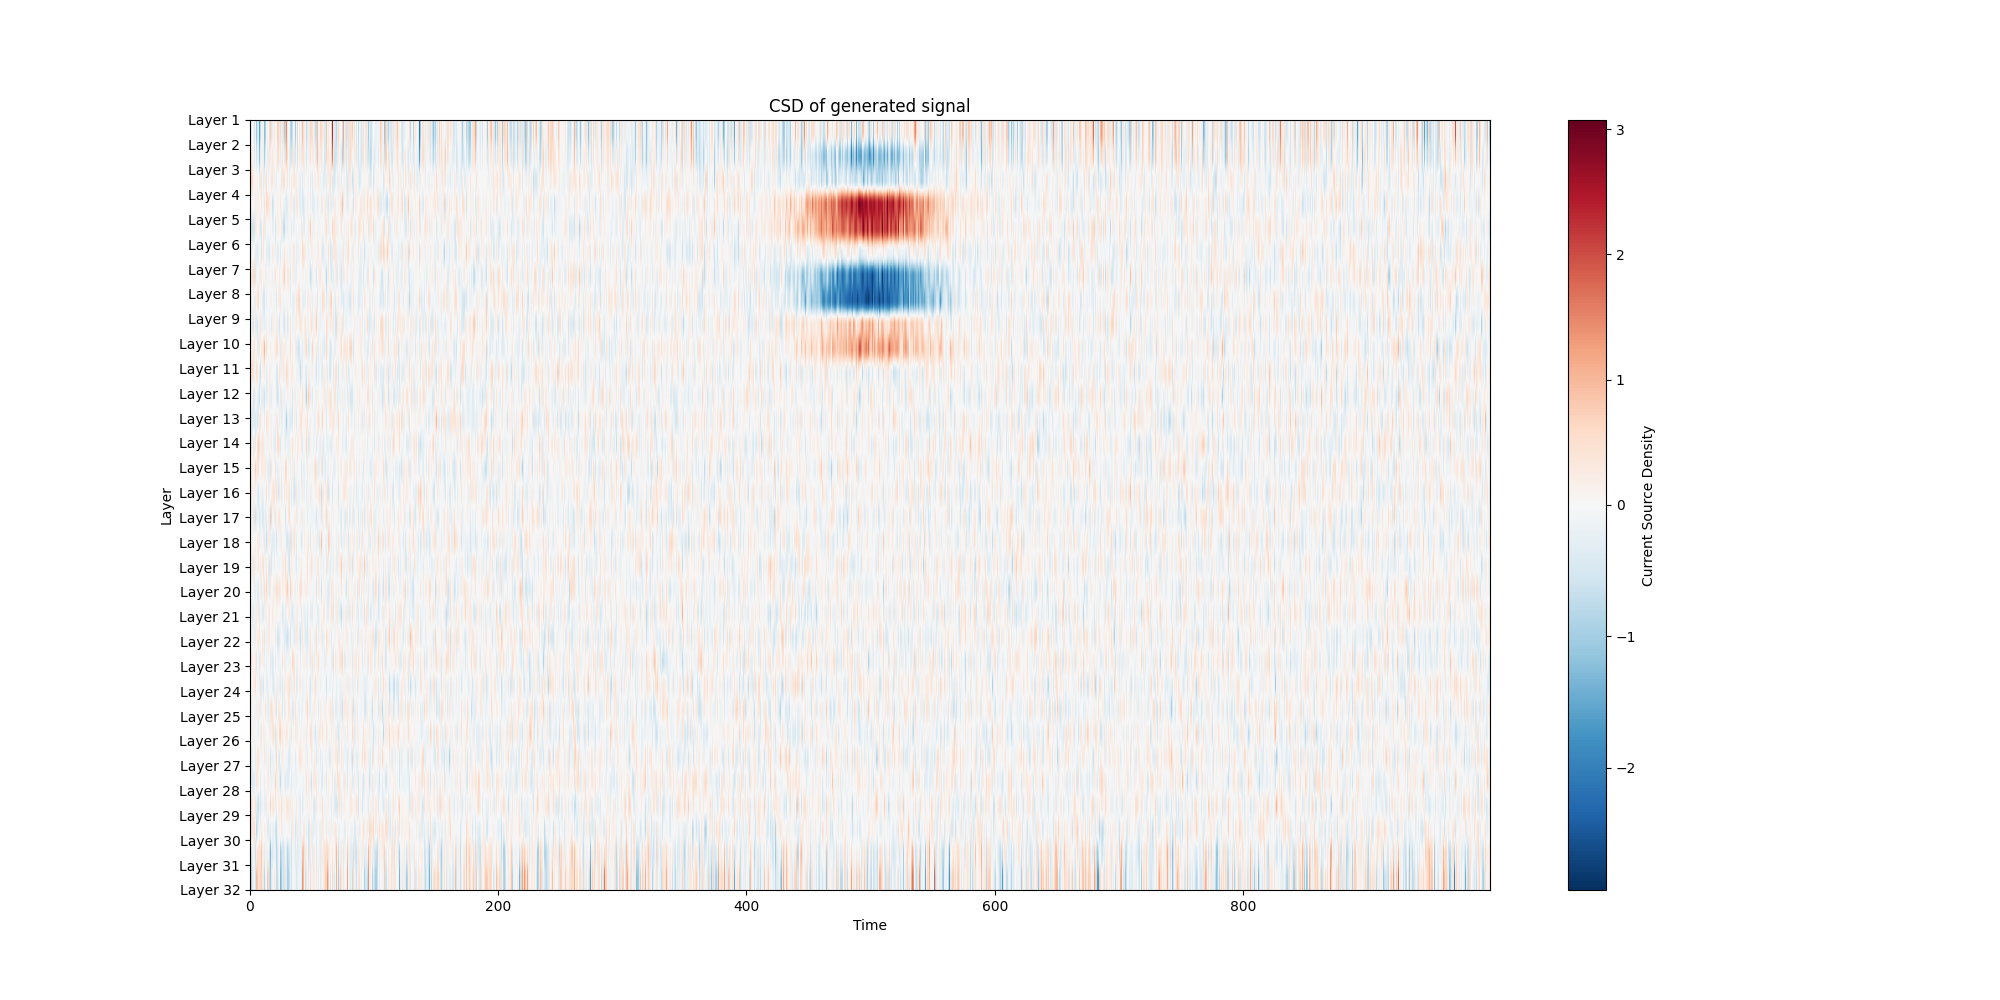 CSD of generated signal
Layer 1
Layer 2
Layer 3
Layer 4
Layer 5
Layer 6
Layer 7
Layer 8
Layer 9
Layer 10
Layer 11
Layer 12
Layer 13
Layer 14
Layer 15
Layer 16
Layer 17
Layer 18
Layer 19
Layer 20
Layer 21
Layer 22
Layer 23
Layer 24
Layer 25
Layer 26
Layer 27
Layer 28
Layer 29
Layer 30
Layer 31
Layer 32
Layer
0 200 400 600 800
Time
3
2
1
0
−1
−2
Current Source Density